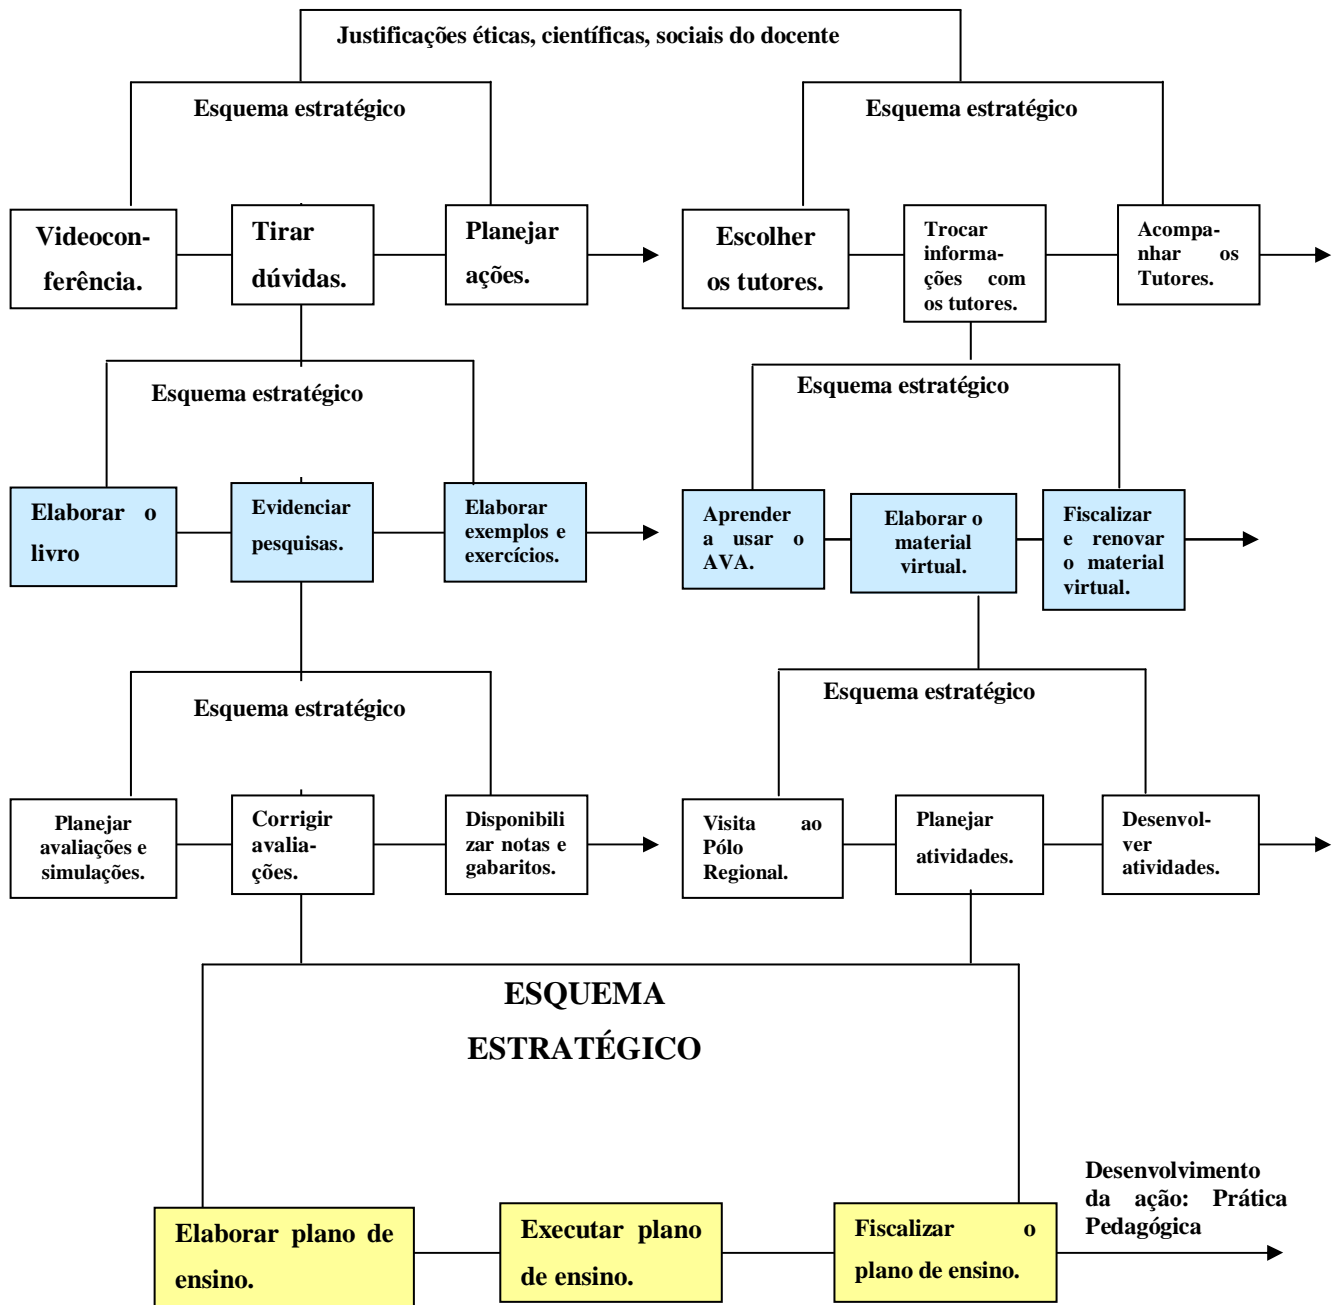 Justificações éticas, científicas, sociais do docente
Esquema estratégico
Esquema estratégico
Videocon-
ferência.
Tirar
dúvidas.
Planejar
ações.
Escolher
os tutores.
Trocar
informa-
ções com
os tutores.
Acompa-
nhar os
Tutores.
Esquema estratégico
Esquema estratégico
Elaborar o
livro
Evidenciar
pesquisas.
Elaborar
exemplos e
exercícios.
Aprender
a usar o
AVA.
Elaborar o
material
virtual.
Fiscalizar
e renovar
o material
virtual.
Esquema estratégico
Esquema estratégico
Planejar
avaliações e
simulações.
Corrigir
avalia-
ções.
Disponibili
zar notas e
gabaritos.
Visita ao
Pólo
Regional.
Planejar
atividades.
Desenvol-
ver
atividades.
ESQUEMA
ESTRATÉGICO
Elaborar plano de
ensino.
Executar plano
de ensino.
Fiscalizar o
plano de ensino.
Desenvolvimento
da ação: Prática
Pedagógica